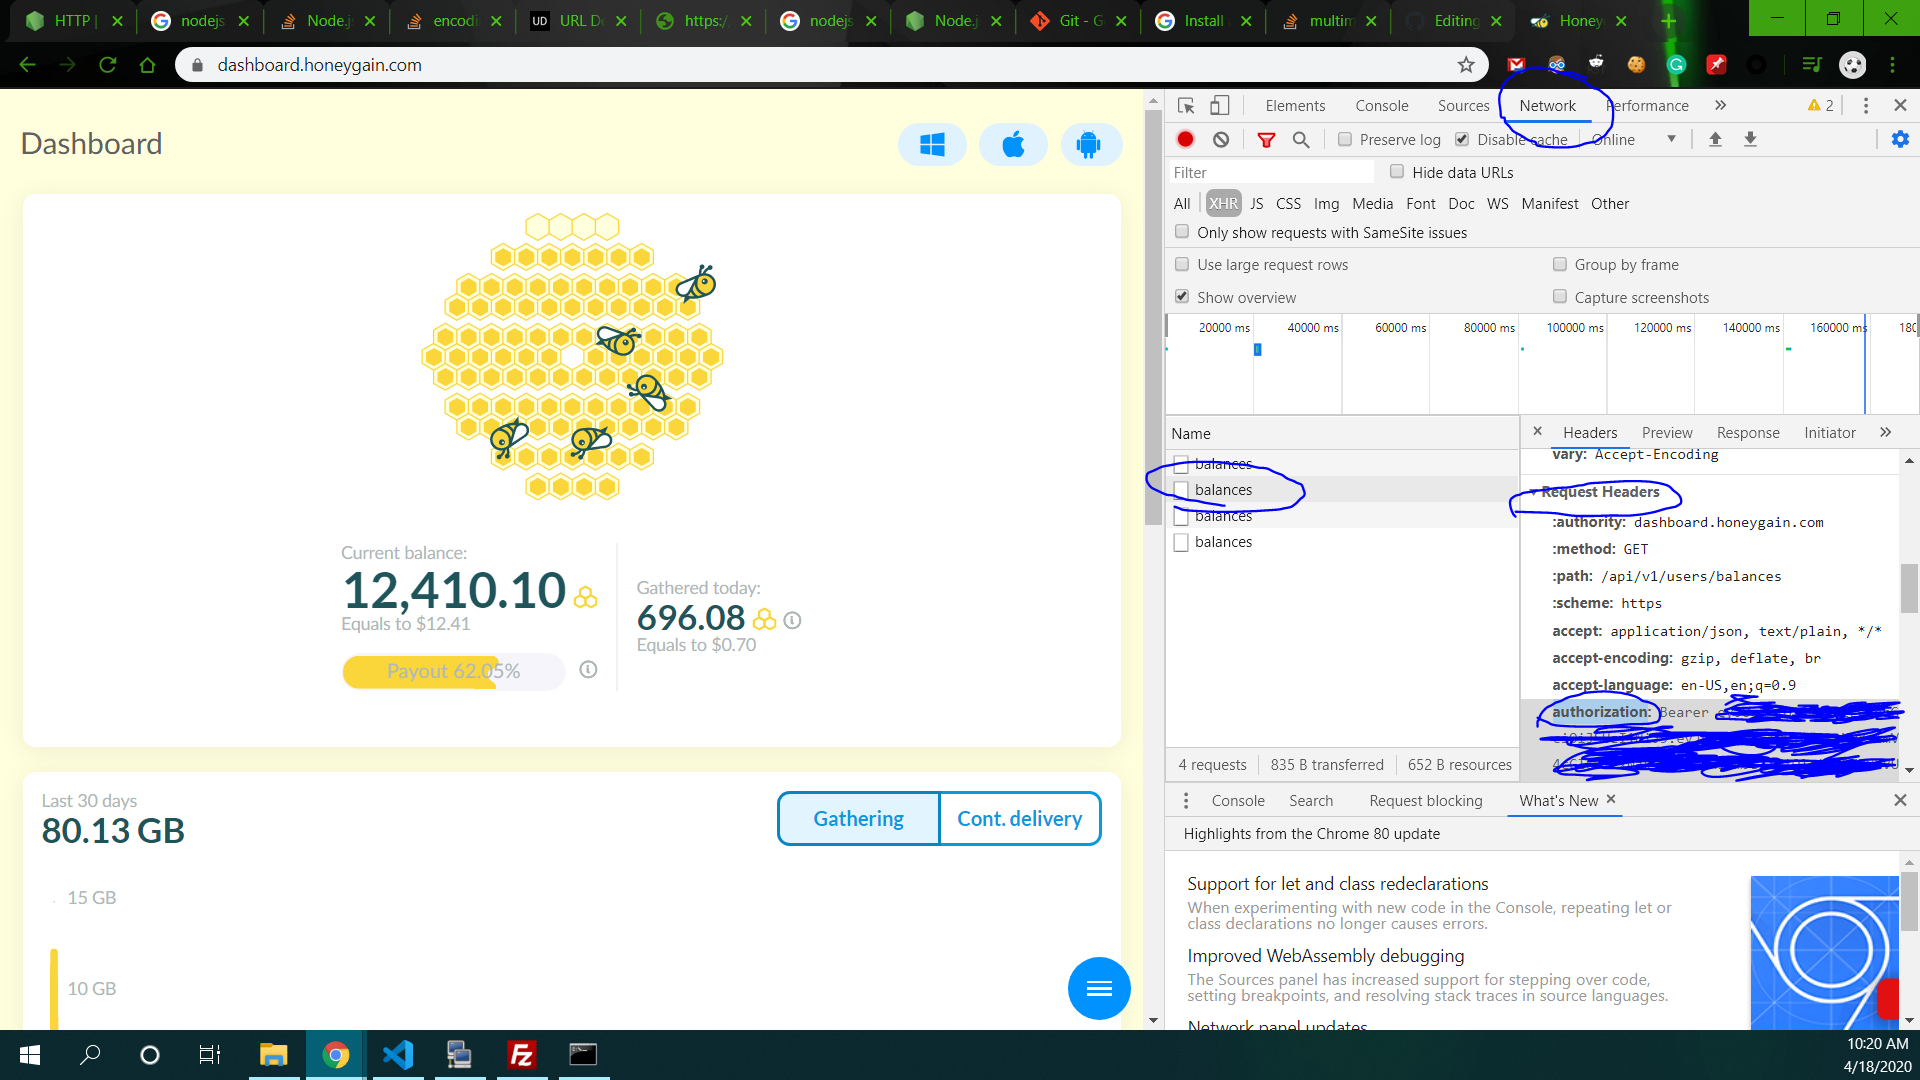 HTTP |
nodejs
Node.js
encodi
UD URL De
https:/
nodejs
Node.js
Git - G
Install
multim
Editing
Honey
dashboard.honeygain.com
Dashboard
Current balance:
12,410.10
Equals to $12.41
Payout 62.05%
Gathered today:
696.08
Equals to $0.70
Last 30 days
80.13 GB
Gathering
Cont. delivery
15 GB
10 GB
Elements Console Sources Network Performance
2
Preserve log Disable cache Online
Filter
Hide data URLs
All XHR JS CSS Img Media Font Doc WS Manifest Other
Only show requests with SameSite issues
Use large request rows Group by frame
Show overview Capture screenshots
20000 ms 40000 ms 60000 ms 80000 ms 100000 ms 120000 ms 140000 ms 160000 ms 180
Name
balances
balances
balances
balances
4 requests 835 B transferred 652 B resources
Headers Preview Response Initiator
vary: Accept-Encoding
Request Headers
:authority: dashboard.honeygain.com
:method: GET
:path: /api/v1/users/balances
:scheme: https
accept: application/json, text/plain, */*
accept-encoding: gzip, deflate, br
accept-language: en-US,en;q=0.9
authorization: Bearer
Console Search Request blocking What's New
Highlights from the Chrome 80 update
Support for let and class redeclarations
When experimenting with new code in the Console, repeating let or
class declarations no longer causes errors.
Improved WebAssembly debugging
The Sources panel has increased support for stepping over code,
setting breakpoints, and resolving stack traces in source languages.
Network panel updates
10:20 AM
4/18/2020